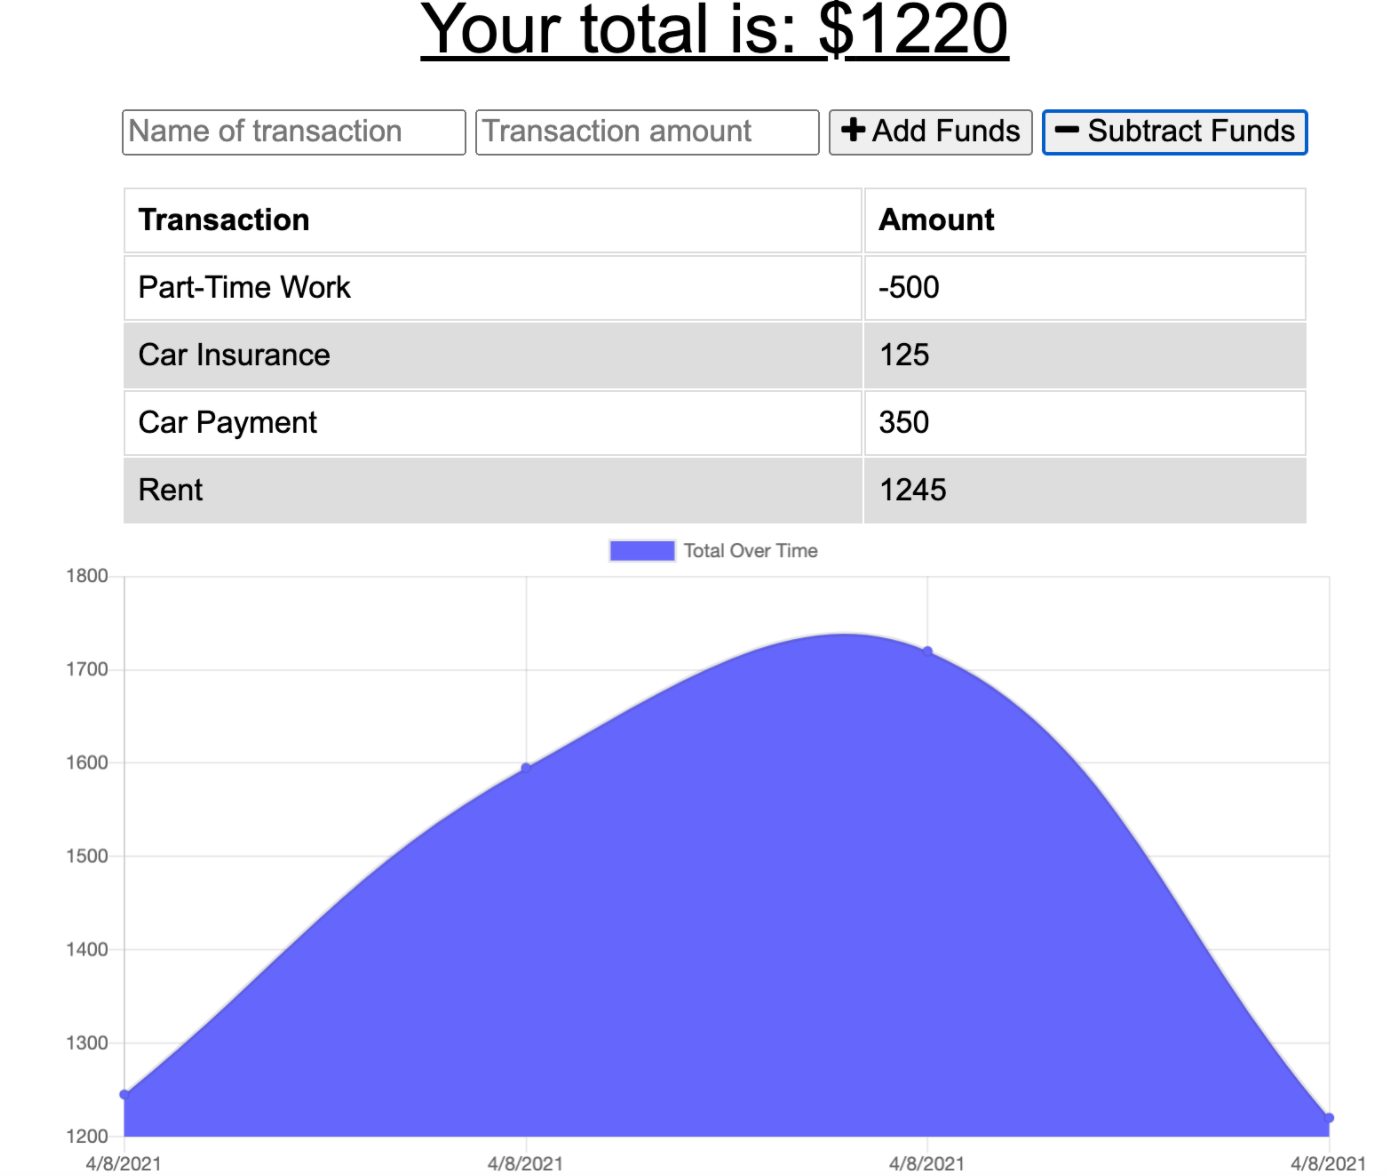 Your total is: $1220
Name of transaction Transaction amount + Add Funds − Subtract Funds
Transaction Amount
Part-Time Work -500
Car Insurance 125
Car Payment 350
Rent 1245
Total Over Time
1800
1700
1600
1500
1400
1300
1200
4/8/2021 4/8/2021 4/8/2021 4/8/2021